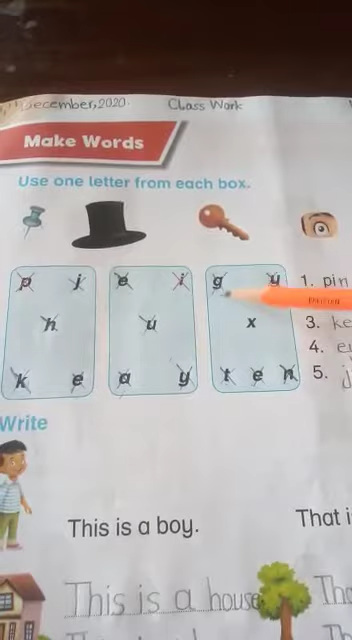 December, 2020. Class Work
Make Words
Use one letter from each box.
p j e i g y 1. pin
h u x 3. ke
4. e
k e a y t e n 5. j
Write
This is a boy. That i
This is a house